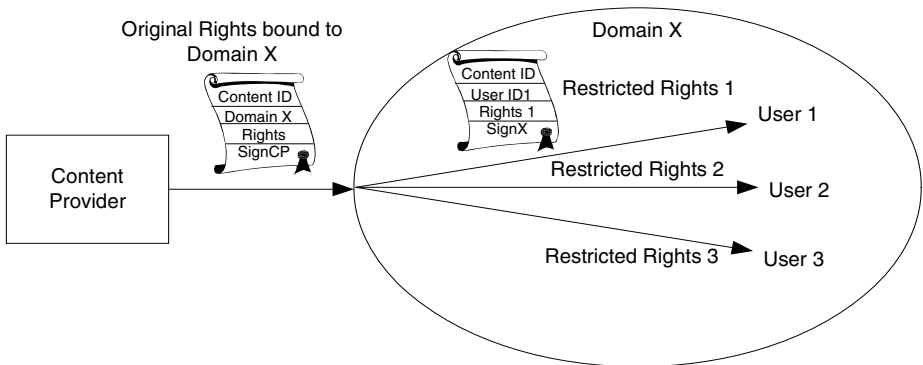 Original Rights bound to
Domain X
Content ID
Domain X
Rights
SignCP
Content
Provider
Domain X
Content ID
User ID1
Rights 1
SignX
Restricted Rights 1
User 1
Restricted Rights 2
User 2
Restricted Rights 3
User 3